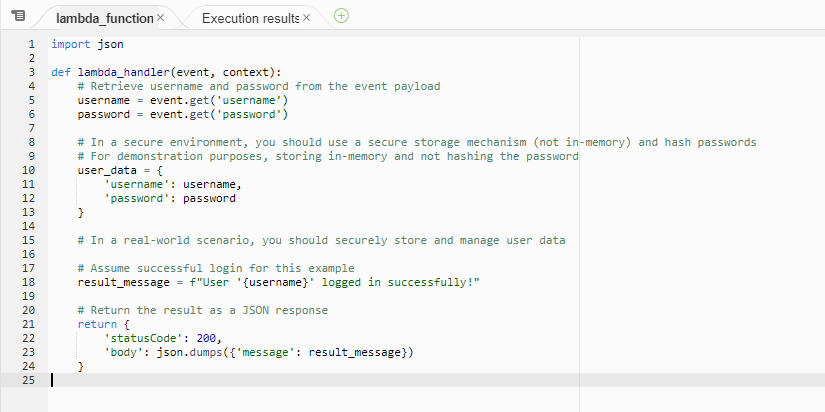 lambda_function × Execution results ×
1 import json
2
3 def lambda_handler(event, context):
4     # Retrieve username and password from the event payload
5     username = event.get('username')
6     password = event.get('password')
7
8     # In a secure environment, you should use a secure storage mechanism (not in-memory) and hash passwords
9     # For demonstration purposes, storing in-memory and not hashing the password
10     user_data = {
11         'username': username,
12         'password': password
13     }
14
15     # In a real-world scenario, you should securely store and manage user data
16
17     # Assume successful login for this example
18     result_message = f"User '{username}' logged in successfully!"
19
20     # Return the result as a JSON response
21     return {
22         'statusCode': 200,
23         'body': json.dumps({'message': result_message})
24     }
25